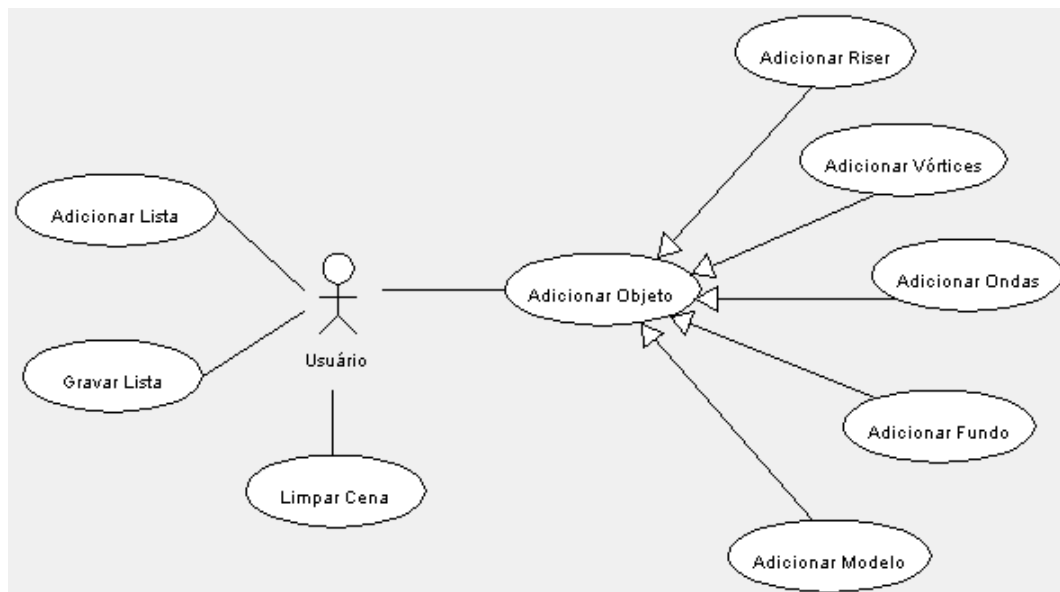 Adicionar Riser
Adicionar Vórtices
Adicionar Lista
Adicionar Ondas
Adicionar Objeto
Usuário
Gravar Lista
Adicionar Fundo
Limpar Cena
Adicionar Modelo